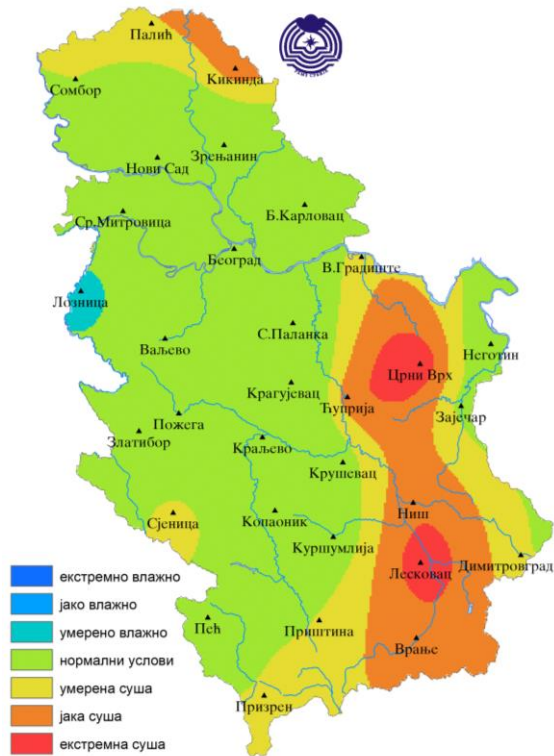 Палић
Кикинда
Сомбор
Зрењанин
Нови Сад
Б.Карловац
Ср.Митровица
Београд
В.Градиште
Лозница
С.Паланка
Ваљево
Неготин
Црни Врх
Крагујевац
Ћуприја
Зајечар
Пожега
Златибор
Краљево
Крушевац
Ниш
Сјеница
Копаоник
Куршумлија
Димитровград
Лесковац
Пећ
Приштина
Врање
Призрен
екстремно влажно
јако влажно
умерено влажно
нормални услови
умерена суша
јака суша
екстремна суша